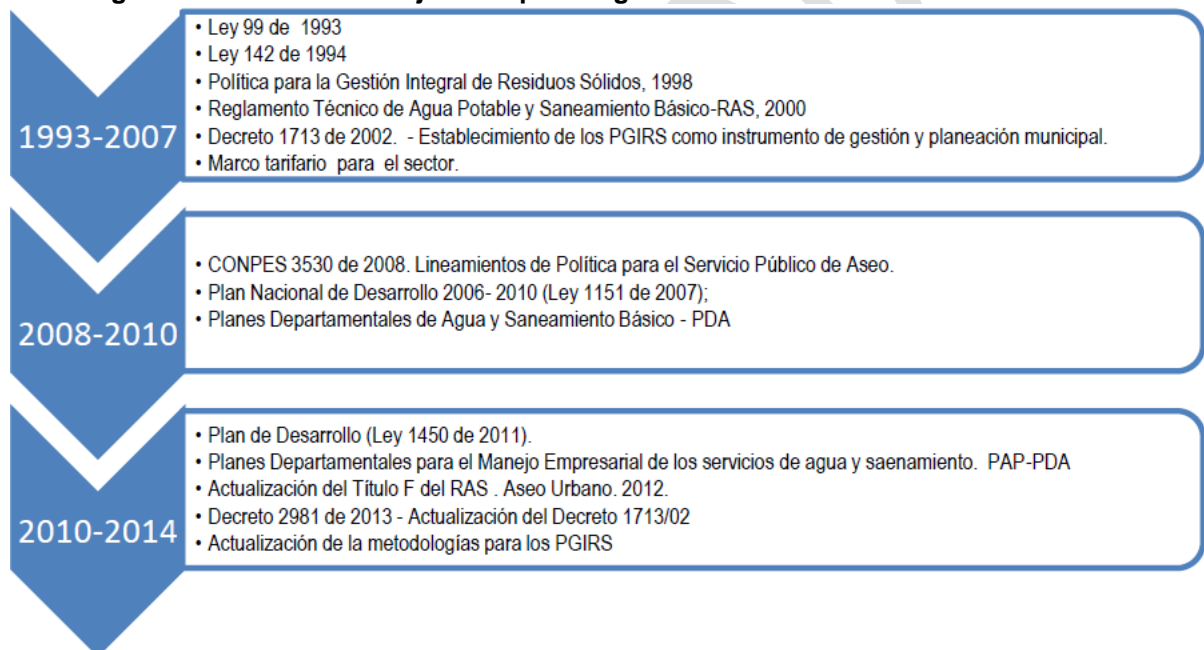 1993-2007
• Ley 99 de 1993
• Ley 142 de 1994
• Política para la Gestión Integral de Residuos Sólidos, 1998
• Reglamento Técnico de Agua Potable y Saneamiento Básico-RAS, 2000
• Decreto 1713 de 2002. - Establecimiento de los PGIRS como instrumento de gestión y planeación municipal.
• Marco tarifario para el sector.
2008-2010
• CONPES 3530 de 2008. Lineamientos de Política para el Servicio Público de Aseo.
• Plan Nacional de Desarrollo 2006- 2010 (Ley 1151 de 2007);
• Planes Departamentales de Agua y Saneamiento Básico - PDA
2010-2014
• Plan de Desarrollo (Ley 1450 de 2011).
• Planes Departamentales para el Manejo Empresarial de los servicios de agua y saenamiento. PAP-PDA
• Actualización del Título F del RAS . Aseo Urbano. 2012.
• Decreto 2981 de 2013 - Actualización del Decreto 1713/02
• Actualización de la metodologías para los PGIRS